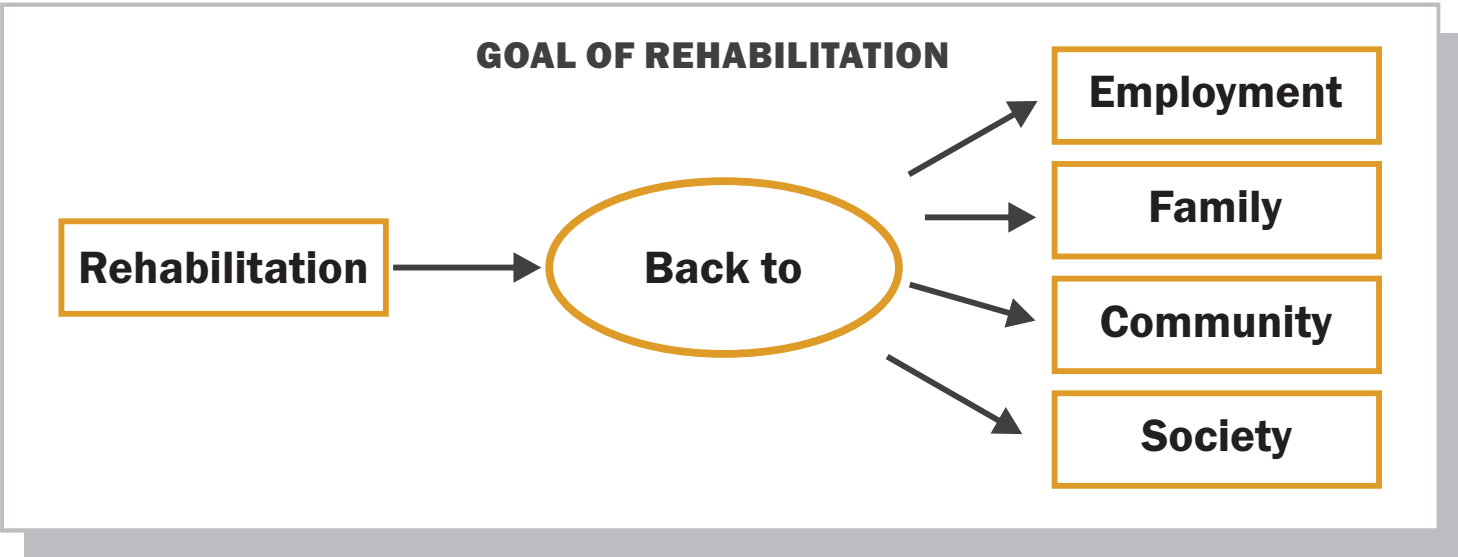 GOAL OF REHABILITATION
Rehabilitation
Back to
Employment
Family
Community
Society